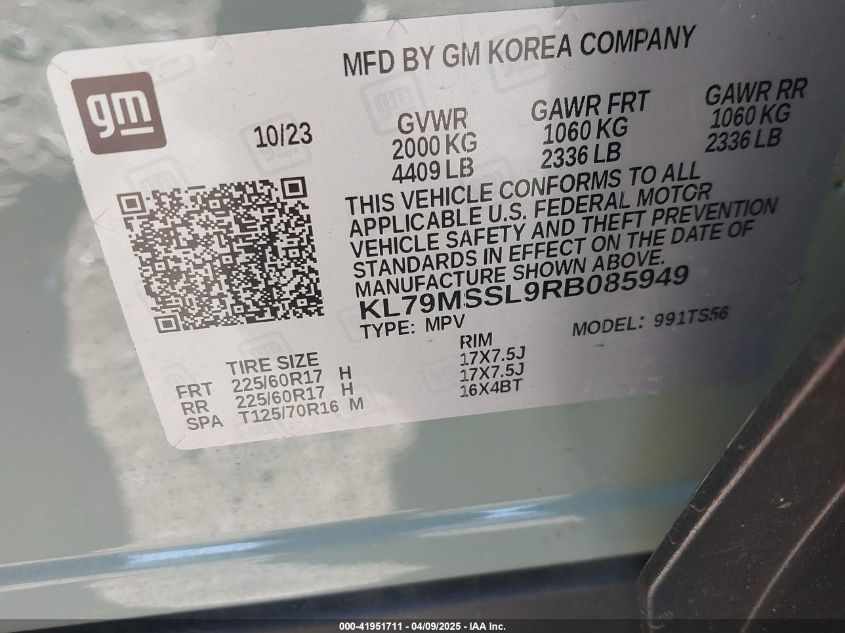 MFD BY GM KOREA COMPANY
gm
10/23
GVWR
2000 KG
4409 LB
GAWR FRT
1060 KG
2336 LB
GAWR RR
1060 KG
2336 LB
THIS VEHICLE CONFORMS TO ALL
APPLICABLE U.S. FEDERAL MOTOR
VEHICLE SAFETY AND THEFT PREVENTION
STANDARDS IN EFFECT ON THE DATE OF
MANUFACTURE SHOWN ABOVE.
KL79MSSL9RB085949
TYPE: MPV
MODEL: 991TS56
TIRE SIZE
RIM
FRT 225/60R17 H 17X7.5J
RR 225/60R17 H 17X7.5J
SPA T125/70R16 M 16X4BT
000-41951711 - 04/09/2025 - IAA Inc.